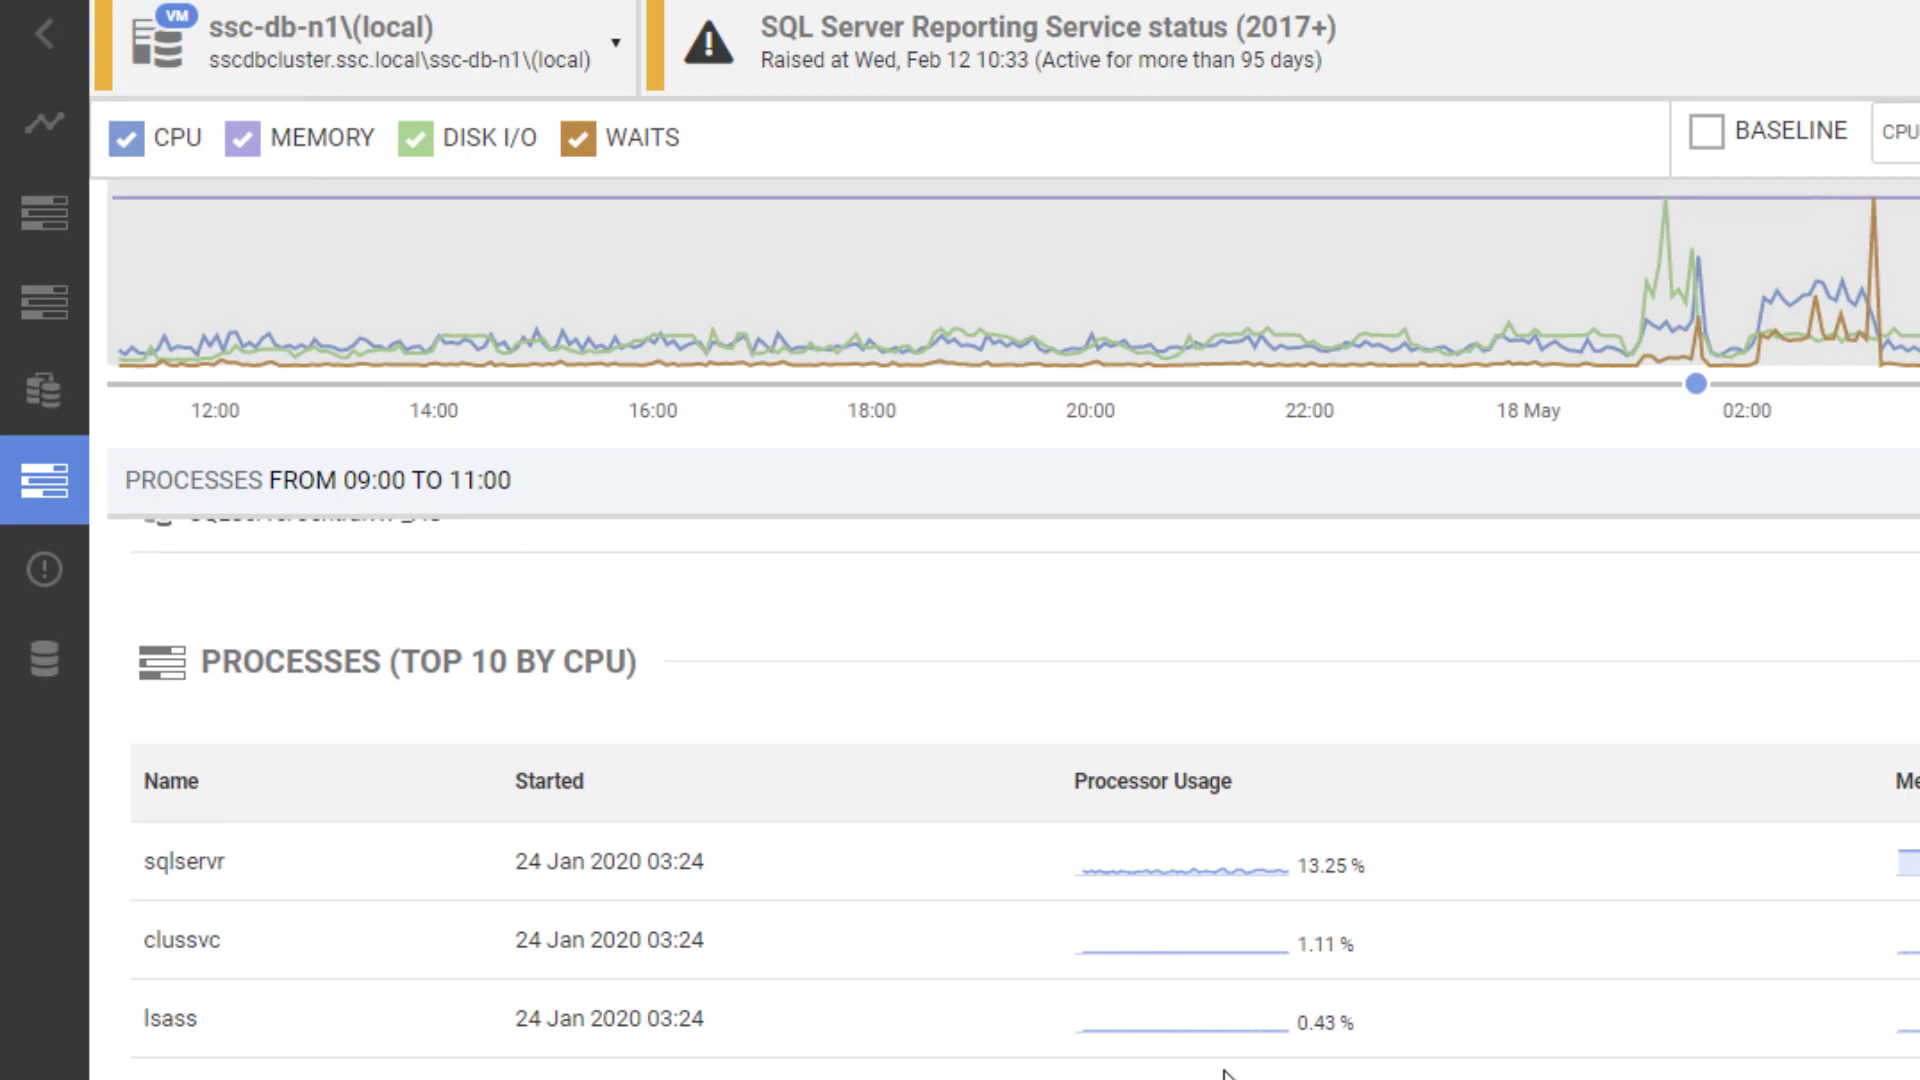 VM
ssc-db-n1\(local)
sscdbcluster.ssc.local\ssc-db-n1\(local)
SQL Server Reporting Service status (2017+)
Raised at Wed, Feb 12 10:33 (Active for more than 95 days)
CPU
MEMORY
DISK I/O
WAITS
BASELINE
CPU
12:00
14:00
16:00
18:00
20:00
22:00
18 May
02:00
PROCESSES FROM 09:00 TO 11:00
PROCESSES (TOP 10 BY CPU)
Name Started Processor Usage Me
sqlservr 24 Jan 2020 03:24 13.25 %
clussvc 24 Jan 2020 03:24 1.11 %
lsass 24 Jan 2020 03:24 0.43 %